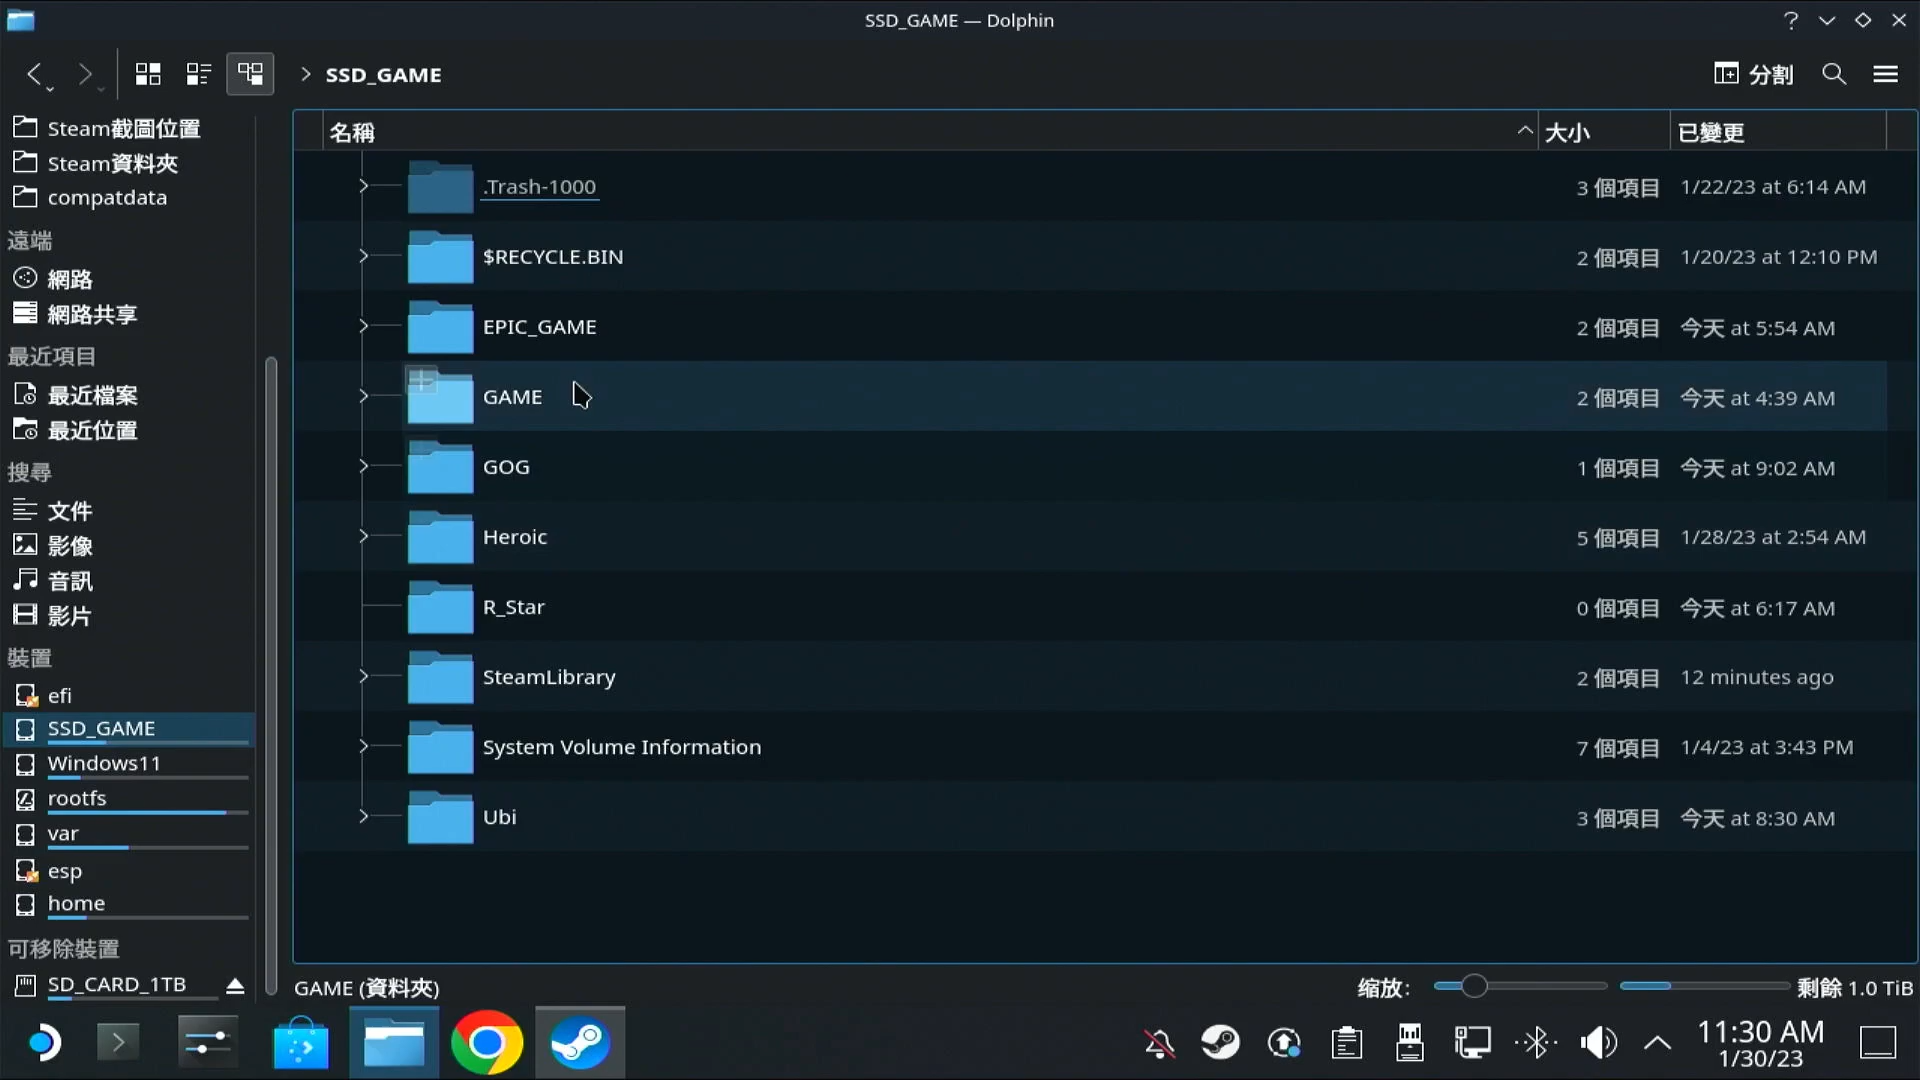 SSD_GAME — Dolphin
SSD_GAME
分割
Steam截圖位置
Steam資料夾
compatdata
遠端
網路
網路共享
最近項目
最近檔案
最近位置
搜尋
文件
影像
音訊
影片
裝置
efi
SSD_GAME
Windows11
rootfs
var
esp
home
可移除裝置
SD_CARD_1TB
名稱 大小 已變更
.Trash-1000 3 個項目 1/22/23 at 6:14 AM
$RECYCLE.BIN 2 個項目 1/20/23 at 12:10 PM
EPIC_GAME 2 個項目 今天 at 5:54 AM
GAME 2 個項目 今天 at 4:39 AM
GOG 1 個項目 今天 at 9:02 AM
Heroic 5 個項目 1/28/23 at 2:54 AM
R_Star 0 個項目 今天 at 6:17 AM
SteamLibrary 2 個項目 12 minutes ago
System Volume Information 7 個項目 1/4/23 at 3:43 PM
Ubi 3 個項目 今天 at 8:30 AM
GAME (資料夾) 缩放: 剩餘 1.0 TiB
11:30 AM
1/30/23